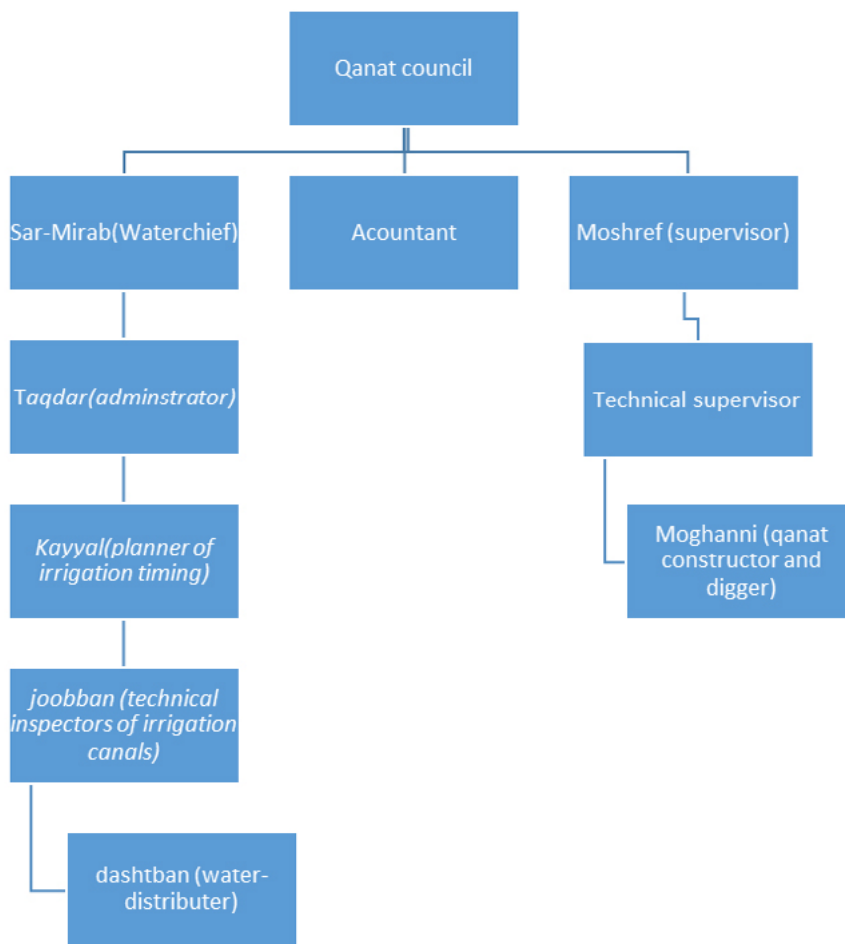 Qanat council
Sar-Mirab(Waterchief)
Acountant
Moshref (supervisor)
Taqdar(adminstrator)
Technical supervisor
Kayyal(planner of
irrigation timing)
Moghanni (qanat
constructor and
digger)
joobban (technical
inspectors of irrigation
canals)
dashtban (water-
distributer)